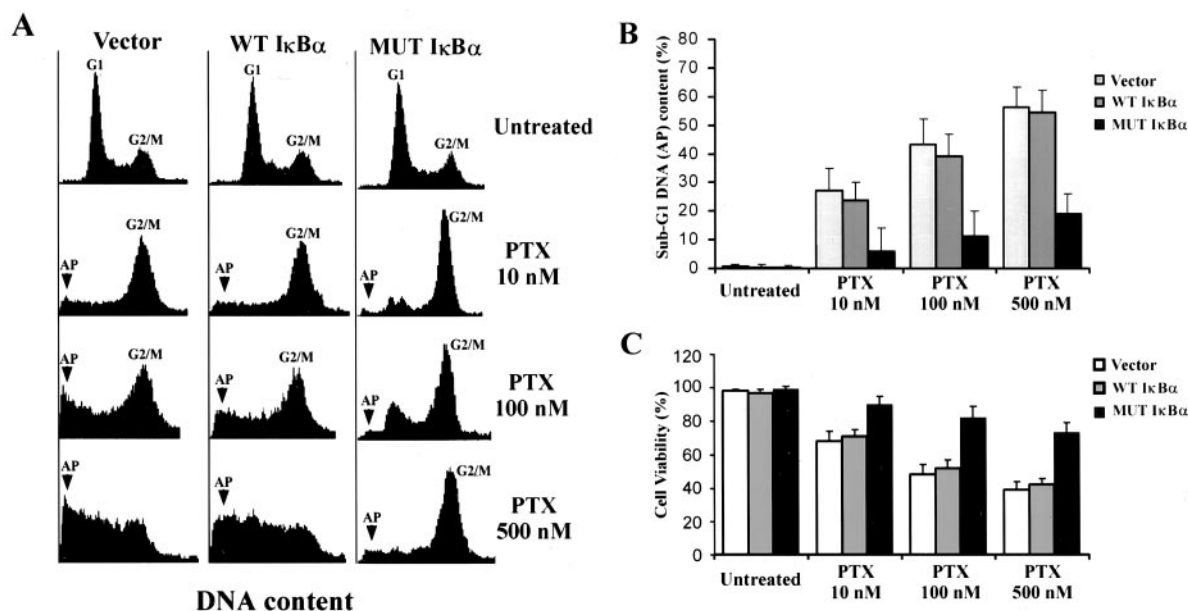 A
Vector
WT IκBα
MUT IκBα
G1
G2/M
G1
G2/M
G1
G2/M
Untreated
AP
G2/M
AP
G2/M
AP
G2/M
PTX
10 nM
AP
G2/M
AP
G2/M
AP
G2/M
PTX
100 nM
AP
AP
AP
G2/M
PTX
500 nM
DNA content
B
Sub-G1 DNA (AP) content (%)
80
70
60
50
40
30
20
10
0
Untreated
PTX
10 nM
PTX
100 nM
PTX
500 nM
Vector
WT IκBα
MUT IκBα
C
Cell Viability (%)
120
100
80
60
40
20
0
Untreated
PTX
10 nM
PTX
100 nM
PTX
500 nM
Vector
WT IκBα
MUT IκBα